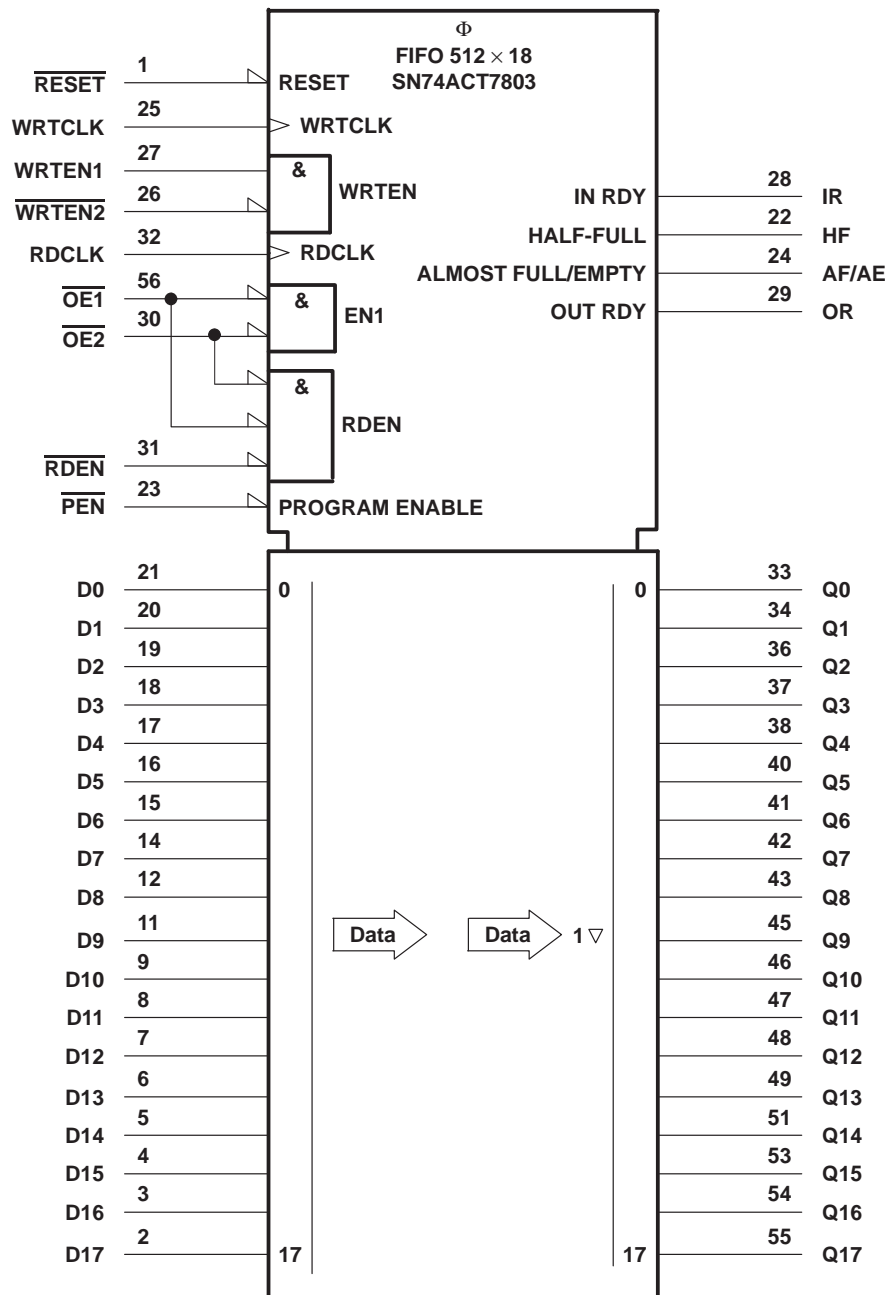 Φ
FIFO 512 × 18
SN74ACT7803
RESET 1 RESET
WRTCLK 25 WRTCLK
WRTEN1 27 &
WRTEN
WRTEN2 26
RDCLK 32 RDCLK
OE1 56 &
EN1
OE2 30
&
RDEN
RDEN 31
PEN 23 PROGRAM ENABLE
IN RDY 28 IR
HALF-FULL 22 HF
ALMOST FULL/EMPTY 24 AF/AE
OUT RDY 29 OR
D0 21 0 0 33 Q0
D1 20 34 Q1
D2 19 36 Q2
D3 18 37 Q3
D4 17 38 Q4
D5 16 40 Q5
D6 15 41 Q6
D7 14 42 Q7
D8 12 43 Q8
D9 11 Data Data 1 ▽ 45 Q9
D10 9 46 Q10
D11 8 47 Q11
D12 7 48 Q12
D13 6 49 Q13
D14 5 51 Q14
D15 4 53 Q15
D16 3 54 Q16
D17 2 17 17 55 Q17